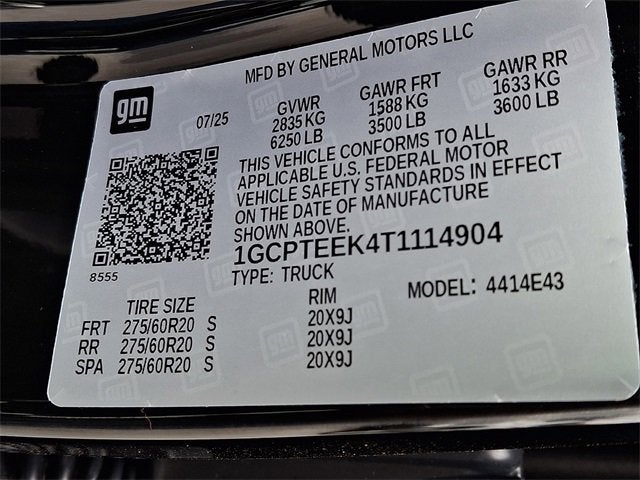 MFD BY GENERAL MOTORS LLC
gm
07/25
GVWR GAWR FRT GAWR RR
2835 KG 1588 KG 1633 KG
6250 LB 3500 LB 3600 LB
THIS VEHICLE CONFORMS TO ALL
APPLICABLE U.S. FEDERAL MOTOR
VEHICLE SAFETY STANDARDS IN EFFECT
ON THE DATE OF MANUFACTURE
SHOWN ABOVE.
1GCPTEEK4T1114904
8555
TYPE: TRUCK
MODEL: 4414E43
TIRE SIZE RIM
FRT 275/60R20 S 20X9J
RR 275/60R20 S 20X9J
SPA 275/60R20 S 20X9J